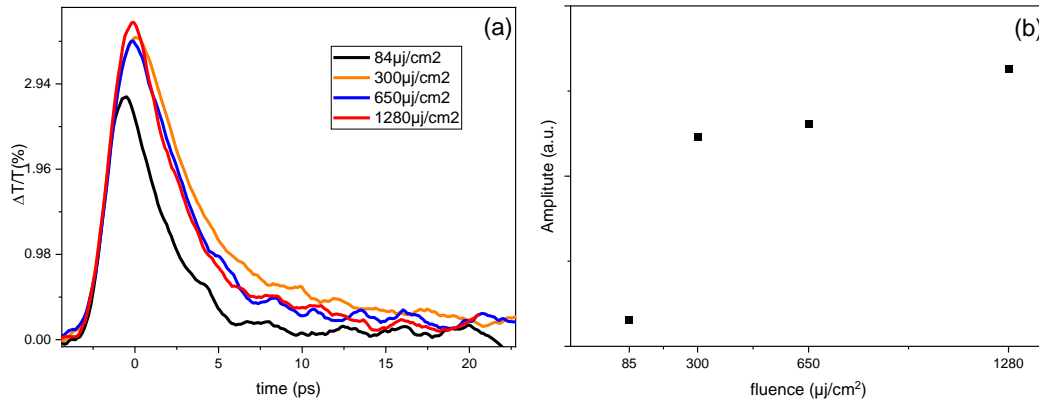 (a)
84µj/cm2
300µj/cm2
650µj/cm2
1280µj/cm2
2.94
1.96
0.98
0.00
ΔT/T(%)
0
5
10
15
20
time (ps)
(b)
Amplitute (a.u.)
85
300
650
1280
fluence (µj/cm²)